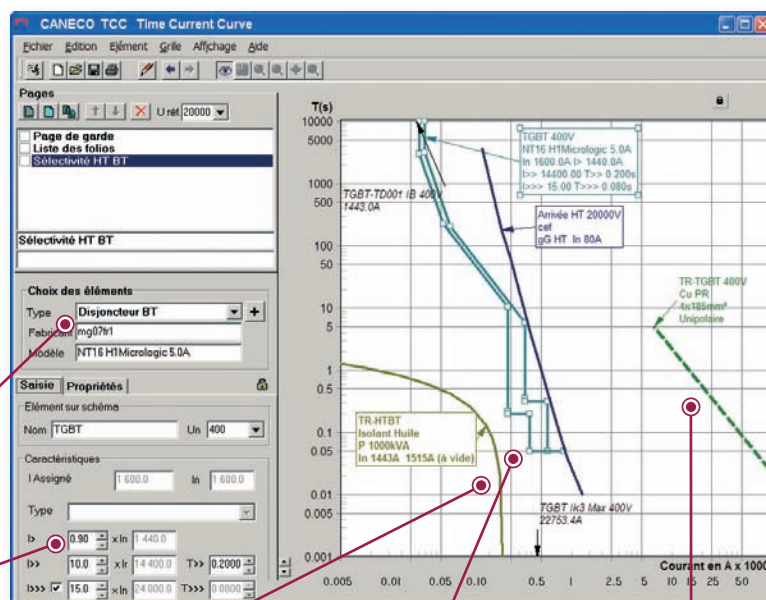 CANECO TCC Time Current Curve
Fichier Edition Elément Grille Affichage Aide
Pages
U réf. 20000
Page de garde
Liste des folios
Sélectivité HT BT
Sélectivité HT BT
Choix des éléments
Type Disjoncteur BT
Fabricant mg07fr1
Modèle NT16 H1Micrologic 5.0A
Saisie Propriétés
Elément sur schéma
Nom TGBT Un 400
Caractéristiques
I Assigné 1 600.0 In 1 600.0
Type
I> 0.90 x In 1 440.0
I>> 10.0 x Ir 14 400.0 T>> 0.2000
I>>> 15.0 x In 24 000.0 T>>> 0.0800
T(s)
10000
5000
1000
500
100
50
10
5
1
0.5
0.1
0.05
0.01
0.005
0.001
TGBT 400V
NT16 H1Micrologic 5.0A
In 1600.0A I> 1440.0A
I>> 14400.00 T>> 0.200s
I>>> 15.00 T>>> 0.080s
TGBT-TD001 IB 400V
1443.0A
Arrivée HT 20000V
cef
gG HT In 80A
TR-TGBT 400V
Cu PR
4x185mm²
Unipolaire
TR-HTBT
Isolant Huile
P 1000kVA
In 1443A 1515A (à vide)
TGBT Ik3 Max 400V
22753.4A
Courant en A x 1000
0.005 0.01 0.05 0.10 0.5 1 2.5 5 10 15 25 50